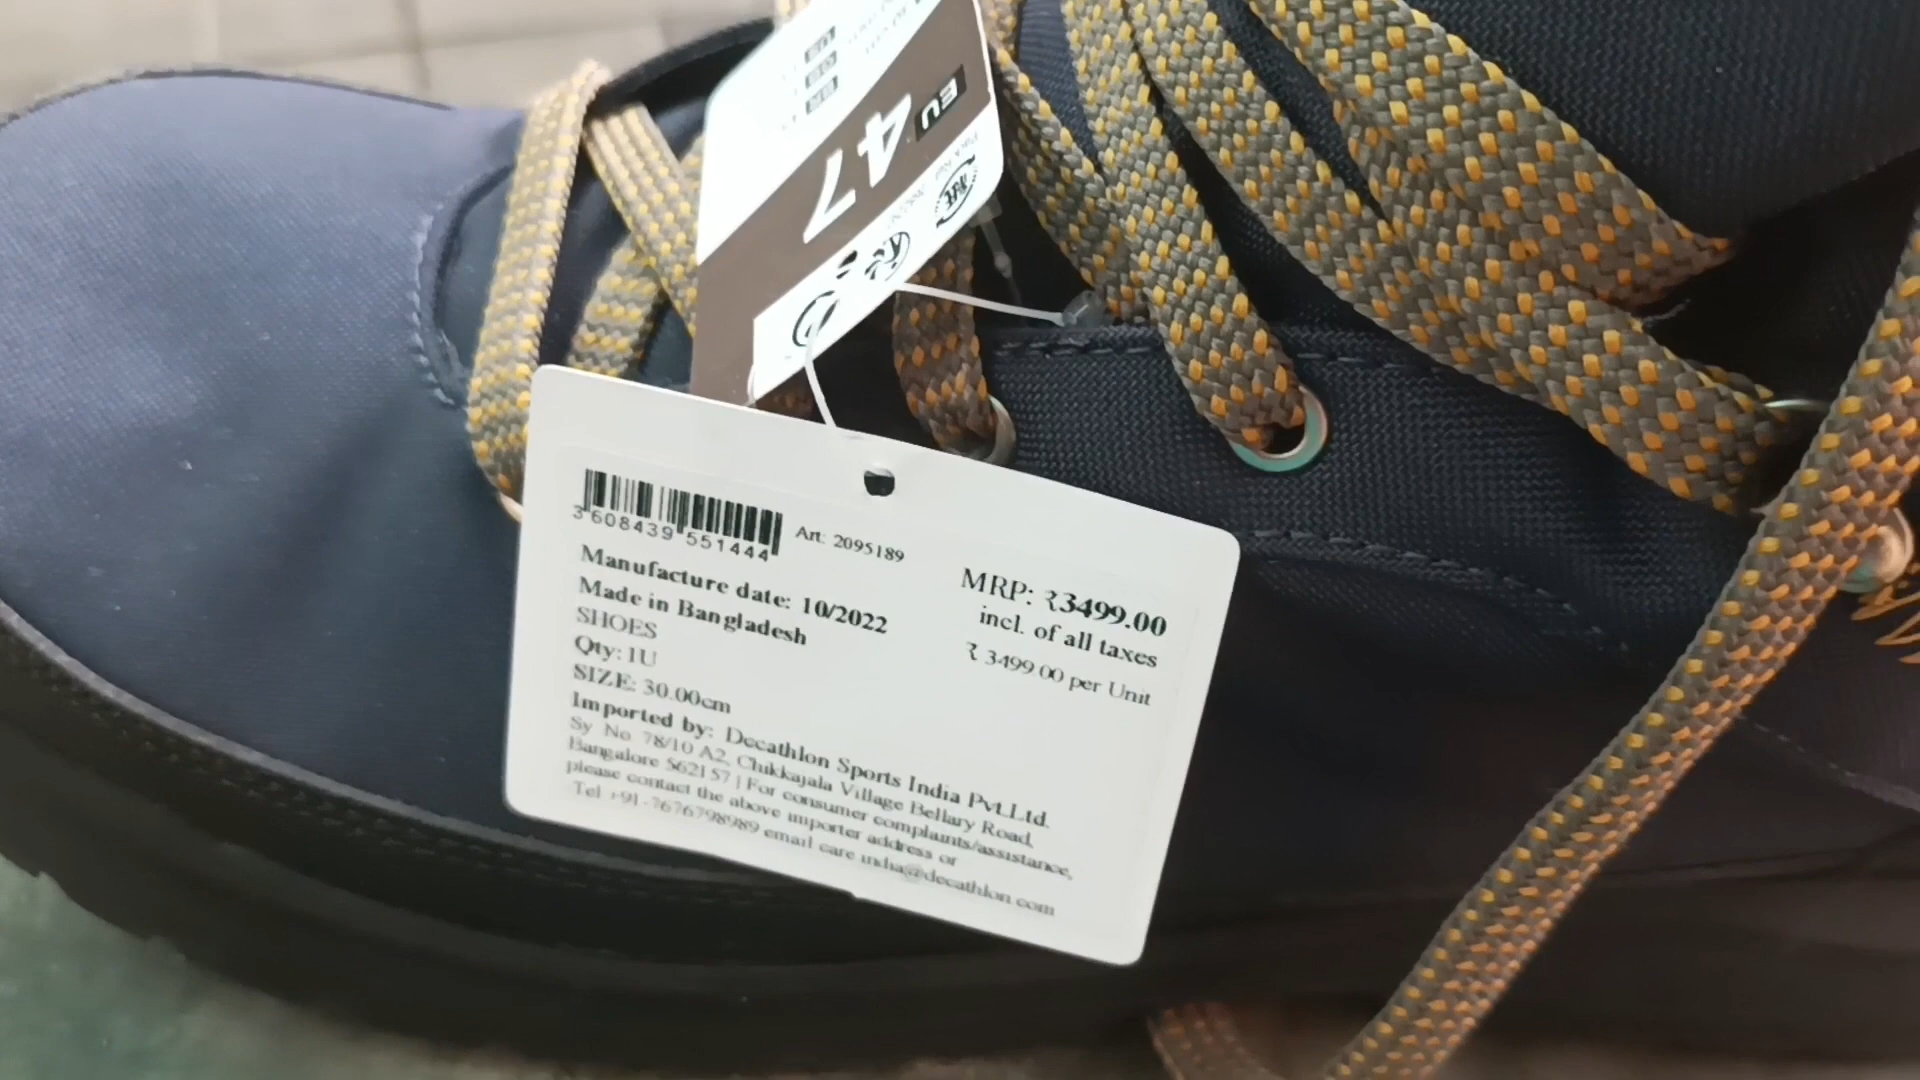 EU
47
3 608439 551444
Art: 2095189
Manufacture date: 10/2022
Made in Bangladesh
SHOES
Qty: 1U
SIZE: 30.00cm
MRP: ₹3499.00
incl. of all taxes
₹ 3499.00 per Unit
Imported by: Decathlon Sports India Pvt.Ltd.
Sy No 78/10 A2, Chikkajala Village Bellary Road,
Bangalore 562157 | For consumer complaints/assistance,
please contact the above importer address or
Tel +91-7676798989 email care india@decathlon.com